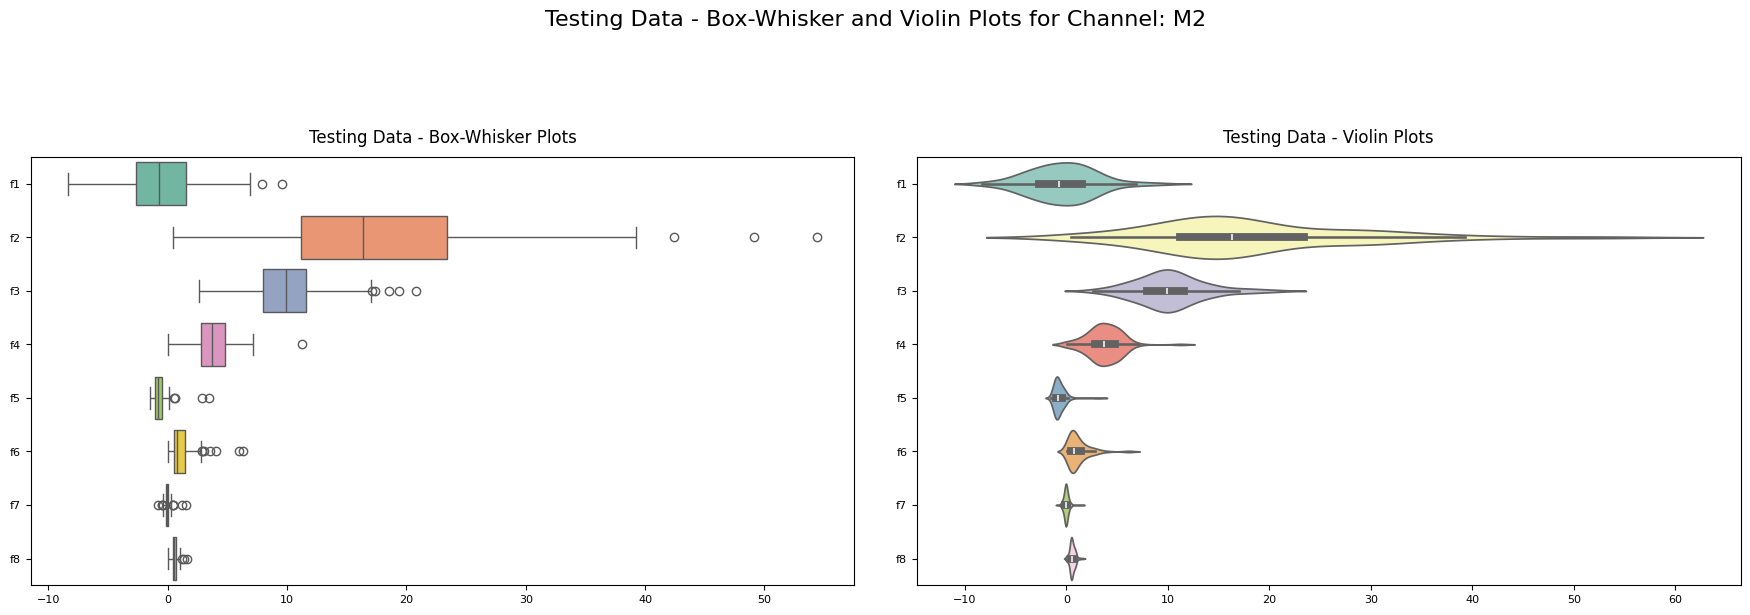 Testing Data - Box-Whisker and Violin Plots for Channel: M2
Testing Data - Box-Whisker Plots
f1
f2
f3
f4
f5
f6
f7
f8
−10 0 10 20 30 40 50
Testing Data - Violin Plots
f1
f2
f3
f4
f5
f6
f7
f8
−10 0 10 20 30 40 50 60